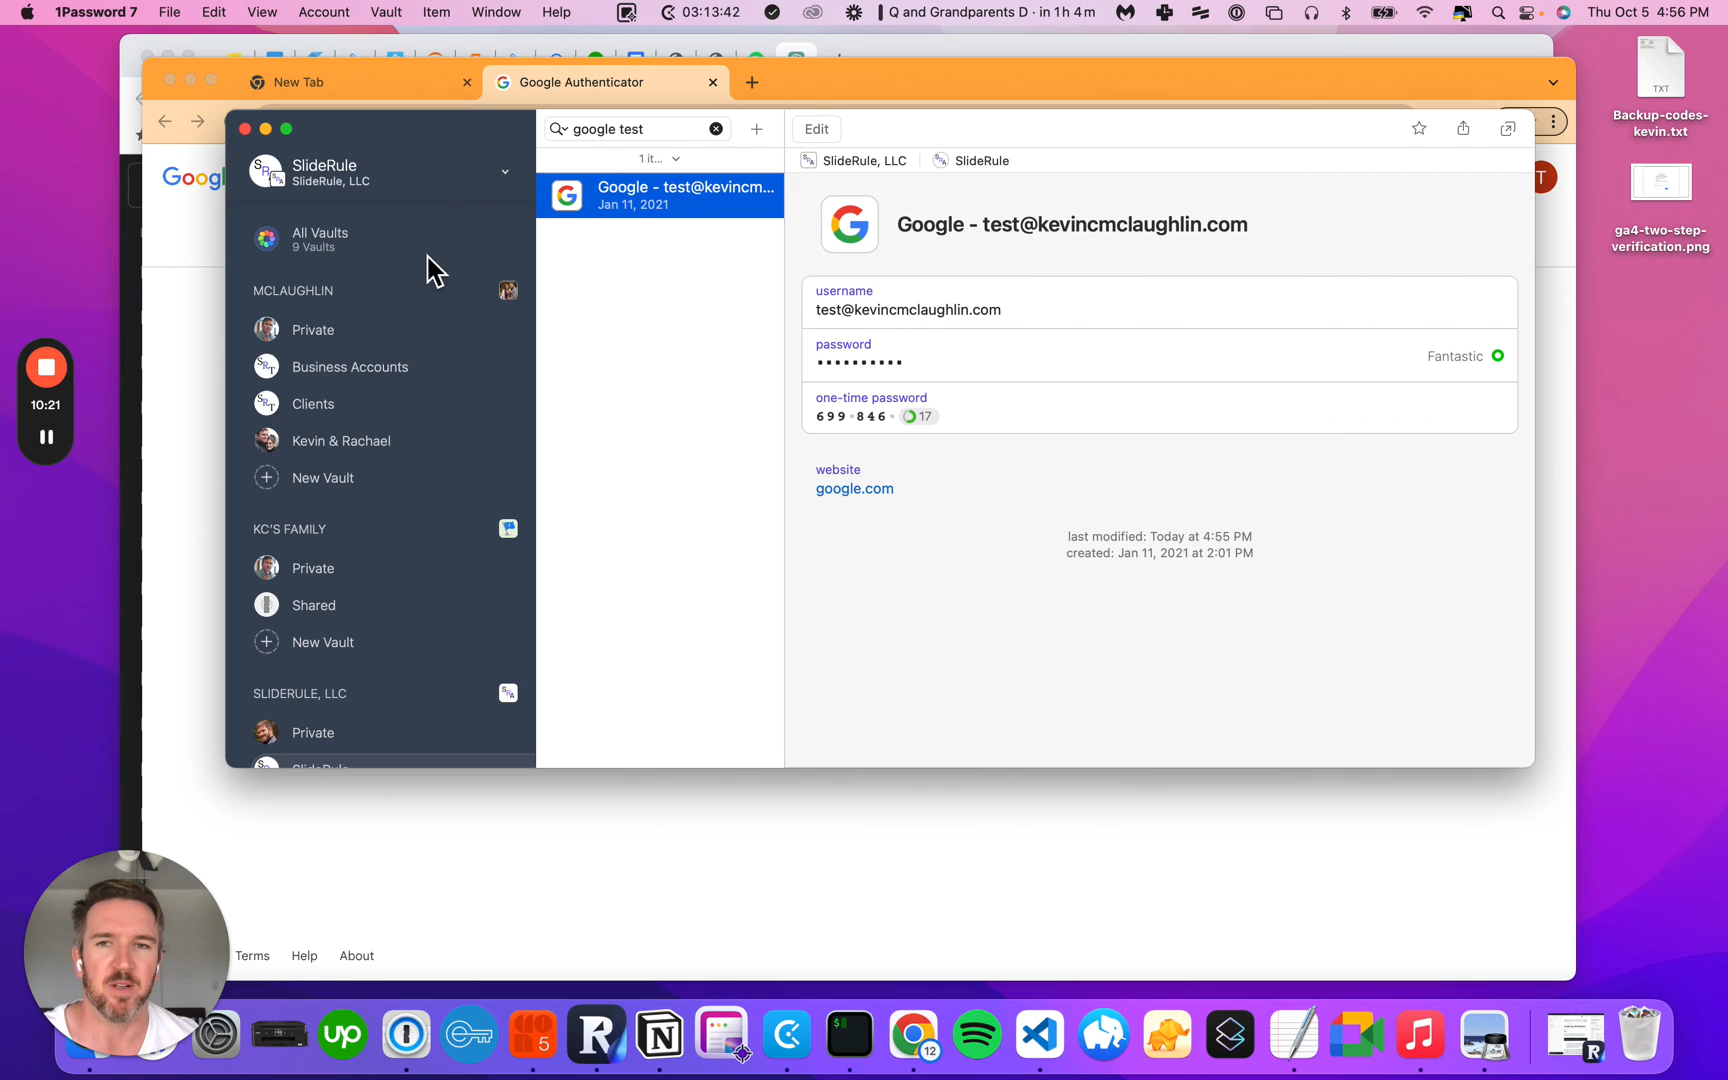 1Password 7 File Edit View Account Vault Item Window Help 03:13:42 Q and Grandparents D · in 1h 4m Thu Oct 5 4:56 PM
New Tab
Google Authenticator
TXT
Backup-codes-
kevin.txt
ga4-two-step-
verification.png
10:21
Googl
T
SlideRule
SlideRule, LLC
All Vaults
9 Vaults
MCLAUGHLIN
Private
Business Accounts
Clients
Kevin & Rachael
New Vault
KC'S FAMILY
Private
Shared
New Vault
SLIDERULE, LLC
Private
SlideRule
google test
1 it...
Google - test@kevincm...
Jan 11, 2021
Edit
SlideRule, LLC SlideRule
Google - test@kevincmclaughlin.com
username
test@kevincmclaughlin.com
password
•••••••••• Fantastic
one-time password
699·846· 17
website
google.com
last modified: Today at 4:55 PM
created: Jan 11, 2021 at 2:01 PM
Terms Help About
up
5
R
N
$
12